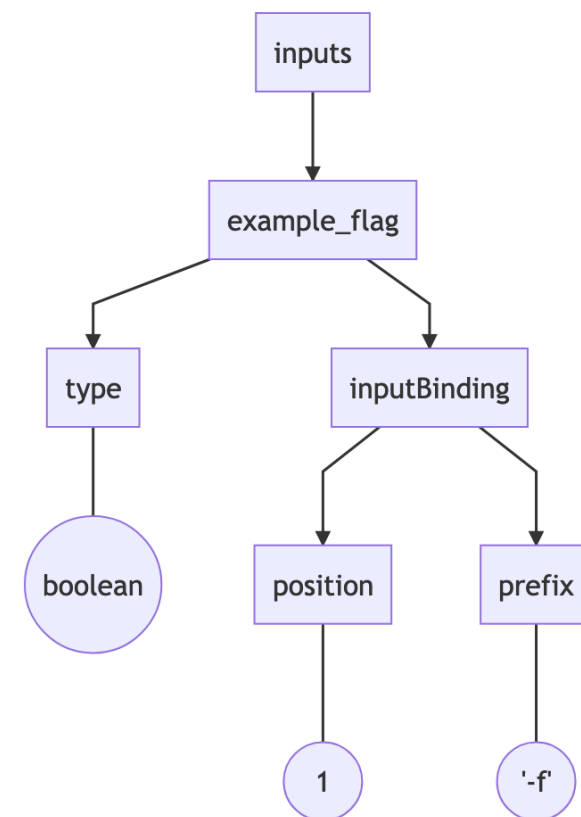 inputs
example_flag
type
inputBinding
boolean
position
prefix
1
'-f'